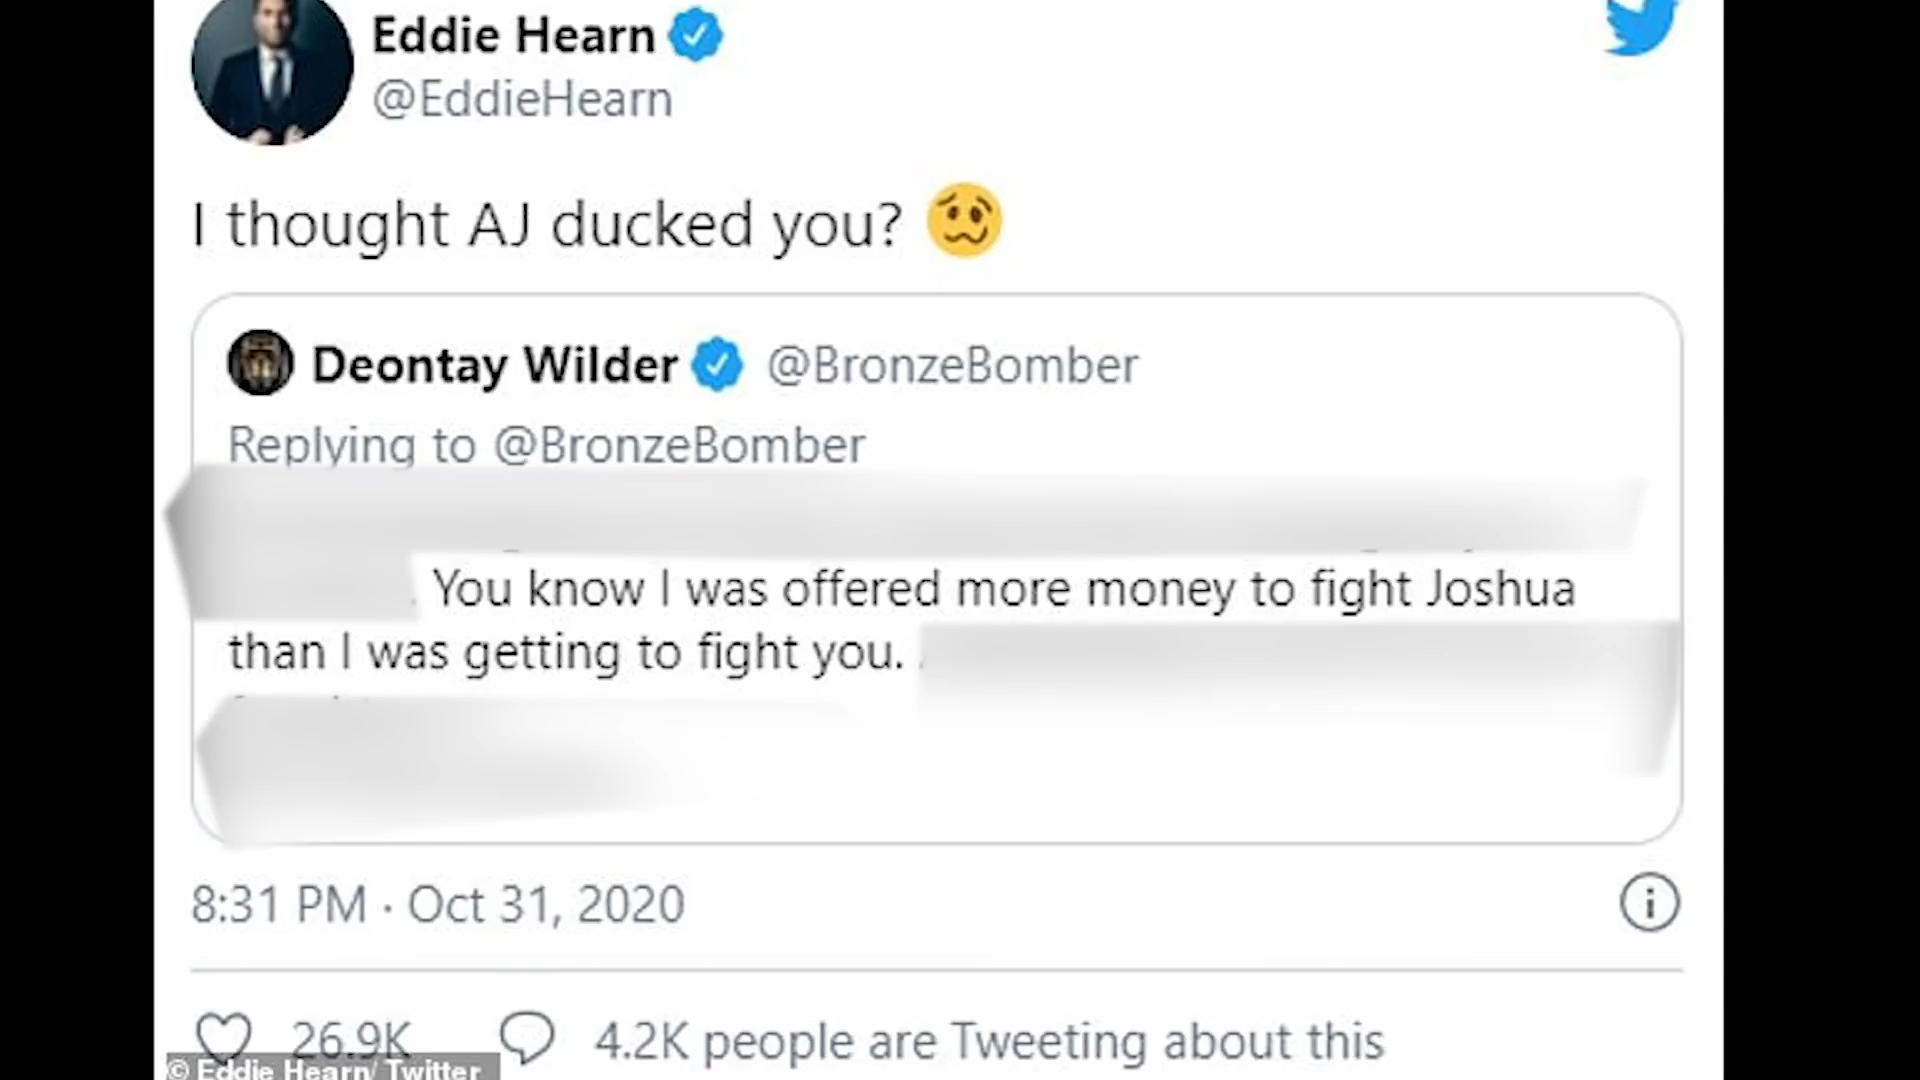 Eddie Hearn
@EddieHearn
I thought AJ ducked you? 🥴
Deontay Wilder @BronzeBomber
Replying to @BronzeBomber
You know I was offered more money to fight Joshua
than I was getting to fight you.
8:31 PM · Oct 31, 2020
26.9K 4.2K people are Tweeting about this
© Eddie Hearn/ Twitter